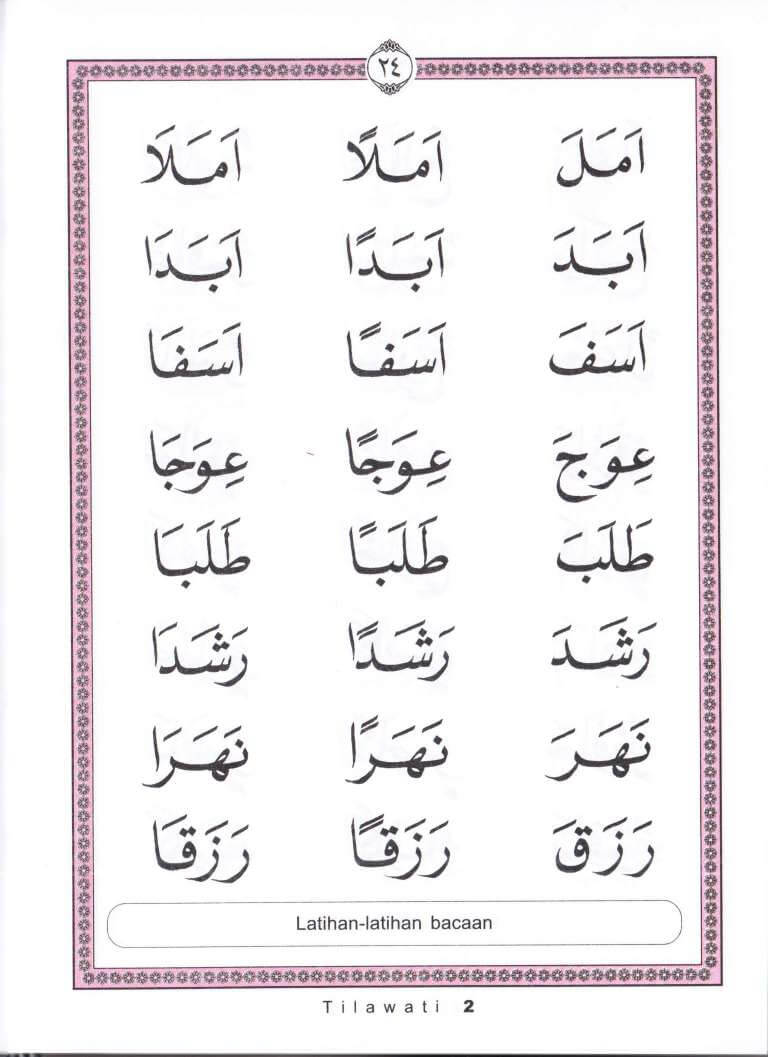 ٢٤
اَمَلَ اَمَلًا اَمَلَا
اَبَدَ اَبَدًا اَبَدَا
اَسَفَ اَسَفًا اَسَفَا
عِوَجَ عِوَجًا عِوَجَا
طَلَبَ طَلَبًا طَلَبَا
رَشَدَ رَشَدًا رَشَدَا
نَهَرَ نَهَرًا نَهَرَا
رَزَقَ رَزَقًا رَزَقَا
Latihan-latihan bacaan
Tilawati 2